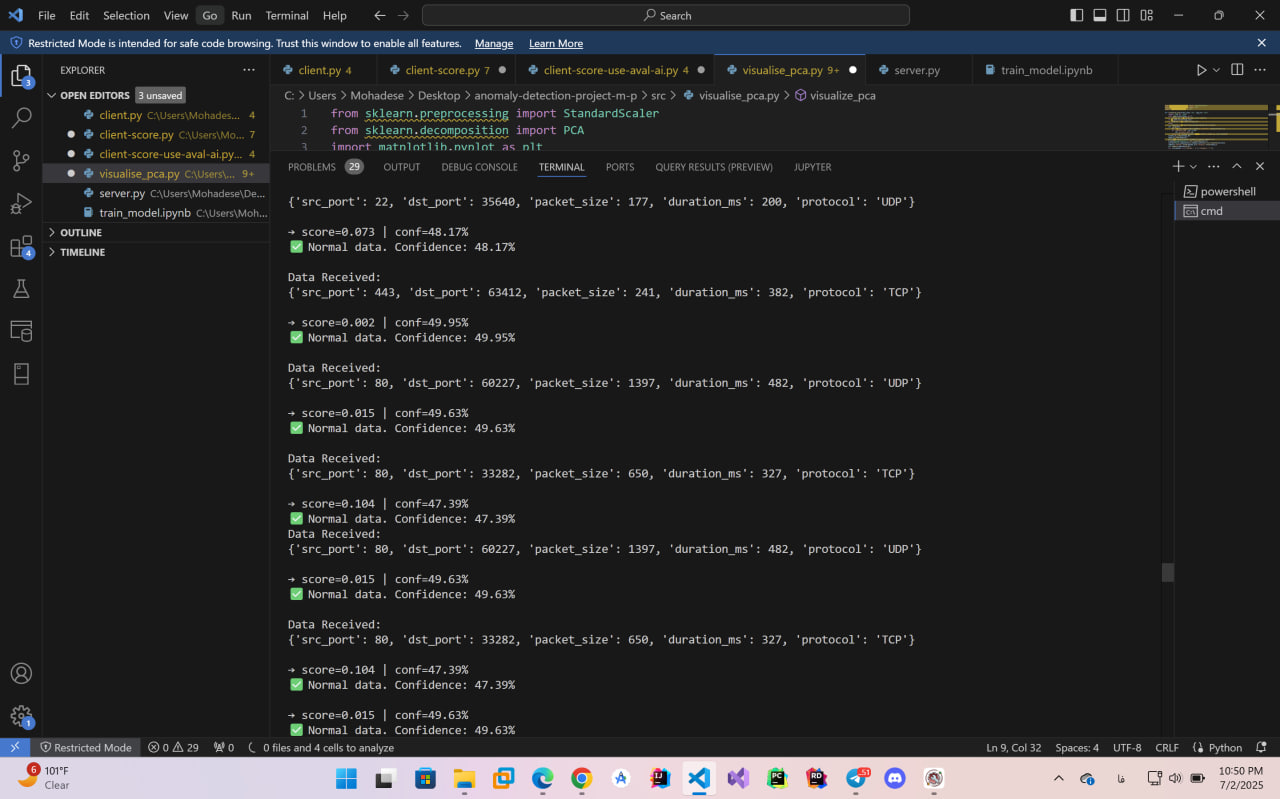 File Edit Selection View Go Run Terminal Help
Search
Restricted Mode is intended for safe code browsing. Trust this window to enable all features. Manage Learn More
EXPLORER
client.py 4 client-score.py 7 client-score-use-aval-ai.py 4 visualise_pca.py 9+ server.py train_model.ipynb
3
OPEN EDITORS 3 unsaved
client.py C:\Users\Mohades... 4
client-score.py C:\Users\Mo... 7
client-score-use-aval-ai.py... 4
visualise_pca.py C:\Users\... 9+
server.py C:\Users\Mohadese\De...
train_model.ipynb C:\Users\Moh...
OUTLINE
TIMELINE
4
1
C: > Users > Mohadese > Desktop > anomaly-detection-project-m-p > src > visualise_pca.py > visualize_pca
1 from sklearn.preprocessing import StandardScaler
2 from sklearn.decomposition import PCA
import matplotlib.pyplot as plt
PROBLEMS 29 OUTPUT DEBUG CONSOLE TERMINAL PORTS QUERY RESULTS (PREVIEW) JUPYTER
powershell
cmd
{'src_port': 22, 'dst_port': 35640, 'packet_size': 177, 'duration_ms': 200, 'protocol': 'UDP'}
→ score=0.073 | conf=48.17%
✅ Normal data. Confidence: 48.17%
Data Received:
{'src_port': 443, 'dst_port': 63412, 'packet_size': 241, 'duration_ms': 382, 'protocol': 'TCP'}
→ score=0.002 | conf=49.95%
✅ Normal data. Confidence: 49.95%
Data Received:
{'src_port': 80, 'dst_port': 60227, 'packet_size': 1397, 'duration_ms': 482, 'protocol': 'UDP'}
→ score=0.015 | conf=49.63%
✅ Normal data. Confidence: 49.63%
Data Received:
{'src_port': 80, 'dst_port': 33282, 'packet_size': 650, 'duration_ms': 327, 'protocol': 'TCP'}
→ score=0.104 | conf=47.39%
✅ Normal data. Confidence: 47.39%
Data Received:
{'src_port': 80, 'dst_port': 60227, 'packet_size': 1397, 'duration_ms': 482, 'protocol': 'UDP'}
→ score=0.015 | conf=49.63%
✅ Normal data. Confidence: 49.63%
Data Received:
{'src_port': 80, 'dst_port': 33282, 'packet_size': 650, 'duration_ms': 327, 'protocol': 'TCP'}
→ score=0.104 | conf=47.39%
✅ Normal data. Confidence: 47.39%
→ score=0.015 | conf=49.63%
✅ Normal data. Confidence: 49.63%
Restricted Mode 0 29 0 0 files and 4 cells to analyze Ln 9, Col 32 Spaces: 4 UTF-8 CRLF Python
6
101°F
Clear
IJ
PC
RD
51
فا
10:50 PM
7/2/2025